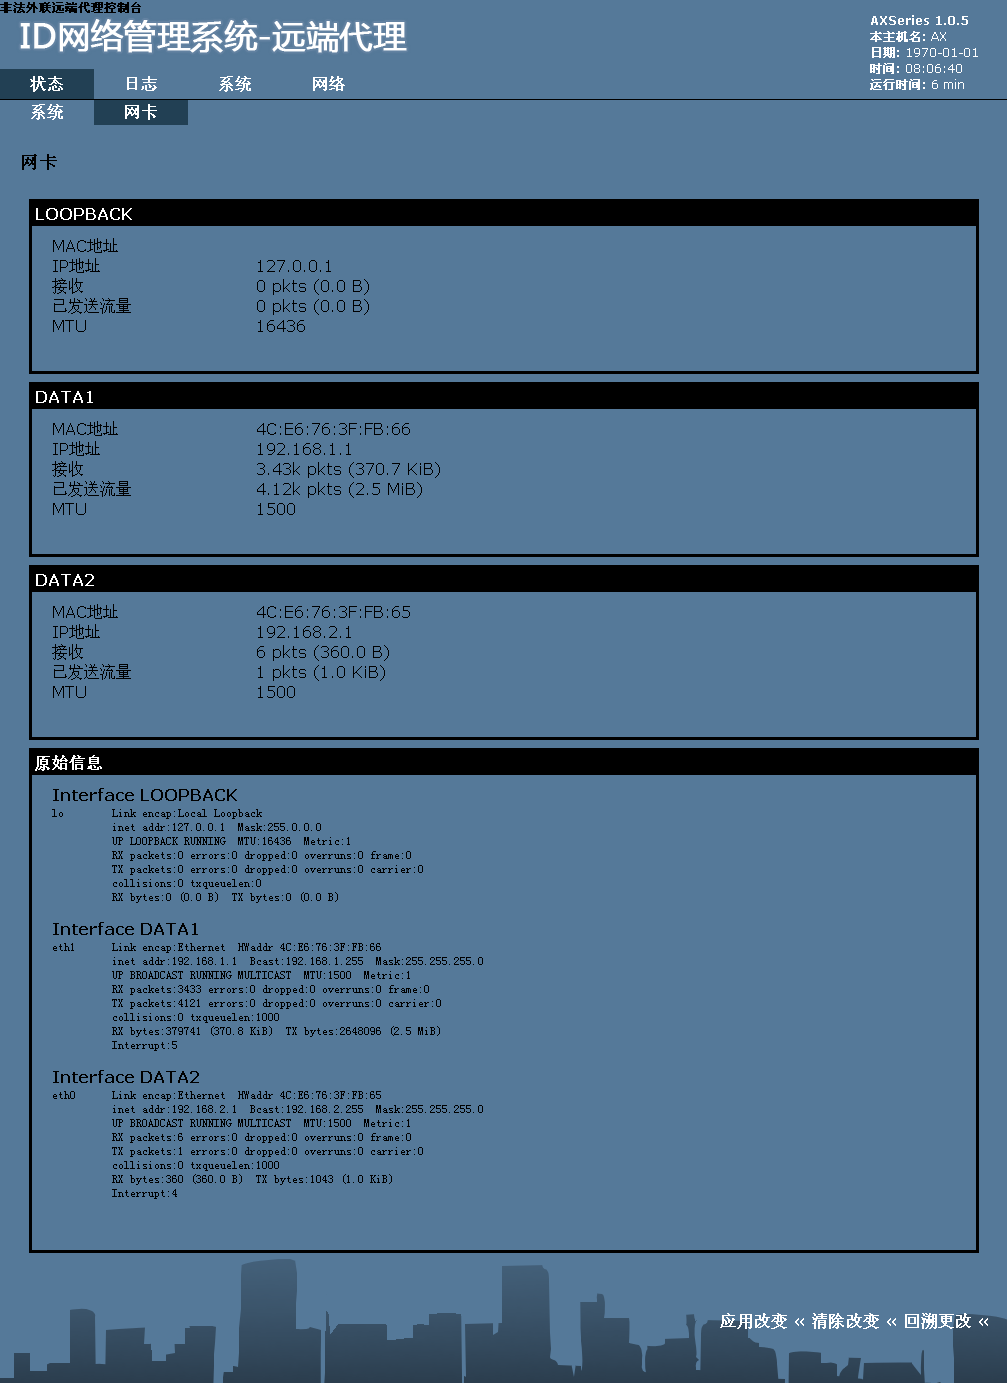 非法外联远端代理控制台
ID网络管理系统-远端代理
AXSeries 1.0.5
本主机名: AX
日期: 1970-01-01
时间: 08:06:40
运行时间: 6 min
状态 日志 系统 网络
系统 网卡
网卡
LOOPBACK
MAC地址
IP地址 127.0.0.1
接收 0 pkts (0.0 B)
已发送流量 0 pkts (0.0 B)
MTU 16436
DATA1
MAC地址 4C:E6:76:3F:FB:66
IP地址 192.168.1.1
接收 3.43k pkts (370.7 KiB)
已发送流量 4.12k pkts (2.5 MiB)
MTU 1500
DATA2
MAC地址 4C:E6:76:3F:FB:65
IP地址 192.168.2.1
接收 6 pkts (360.0 B)
已发送流量 1 pkts (1.0 KiB)
MTU 1500
原始信息
Interface LOOPBACK
lo Link encap:Local Loopback
inet addr:127.0.0.1 Mask:255.0.0.0
UP LOOPBACK RUNNING MTU:16436 Metric:1
RX packets:0 errors:0 dropped:0 overruns:0 frame:0
TX packets:0 errors:0 dropped:0 overruns:0 carrier:0
collisions:0 txqueuelen:0
RX bytes:0 (0.0 B) TX bytes:0 (0.0 B)
Interface DATA1
eth1 Link encap:Ethernet HWaddr 4C:E6:76:3F:FB:66
inet addr:192.168.1.1 Bcast:192.168.1.255 Mask:255.255.255.0
UP BROADCAST RUNNING MULTICAST MTU:1500 Metric:1
RX packets:3433 errors:0 dropped:0 overruns:0 frame:0
TX packets:4121 errors:0 dropped:0 overruns:0 carrier:0
collisions:0 txqueuelen:1000
RX bytes:379741 (370.8 KiB) TX bytes:2648096 (2.5 MiB)
Interrupt:5
Interface DATA2
eth0 Link encap:Ethernet HWaddr 4C:E6:76:3F:FB:65
inet addr:192.168.2.1 Bcast:192.168.2.255 Mask:255.255.255.0
UP BROADCAST RUNNING MULTICAST MTU:1500 Metric:1
RX packets:6 errors:0 dropped:0 overruns:0 frame:0
TX packets:1 errors:0 dropped:0 overruns:0 carrier:0
collisions:0 txqueuelen:1000
RX bytes:360 (360.0 B) TX bytes:1043 (1.0 KiB)
Interrupt:4
应用改变 « 清除改变 « 回溯更改 «